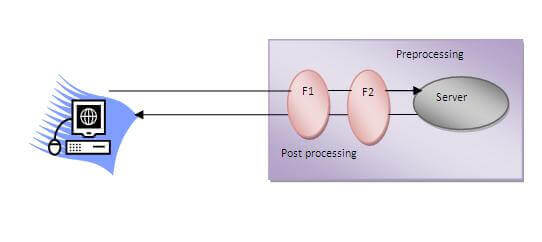 Preprocessing
F1
F2
Server
Post processing